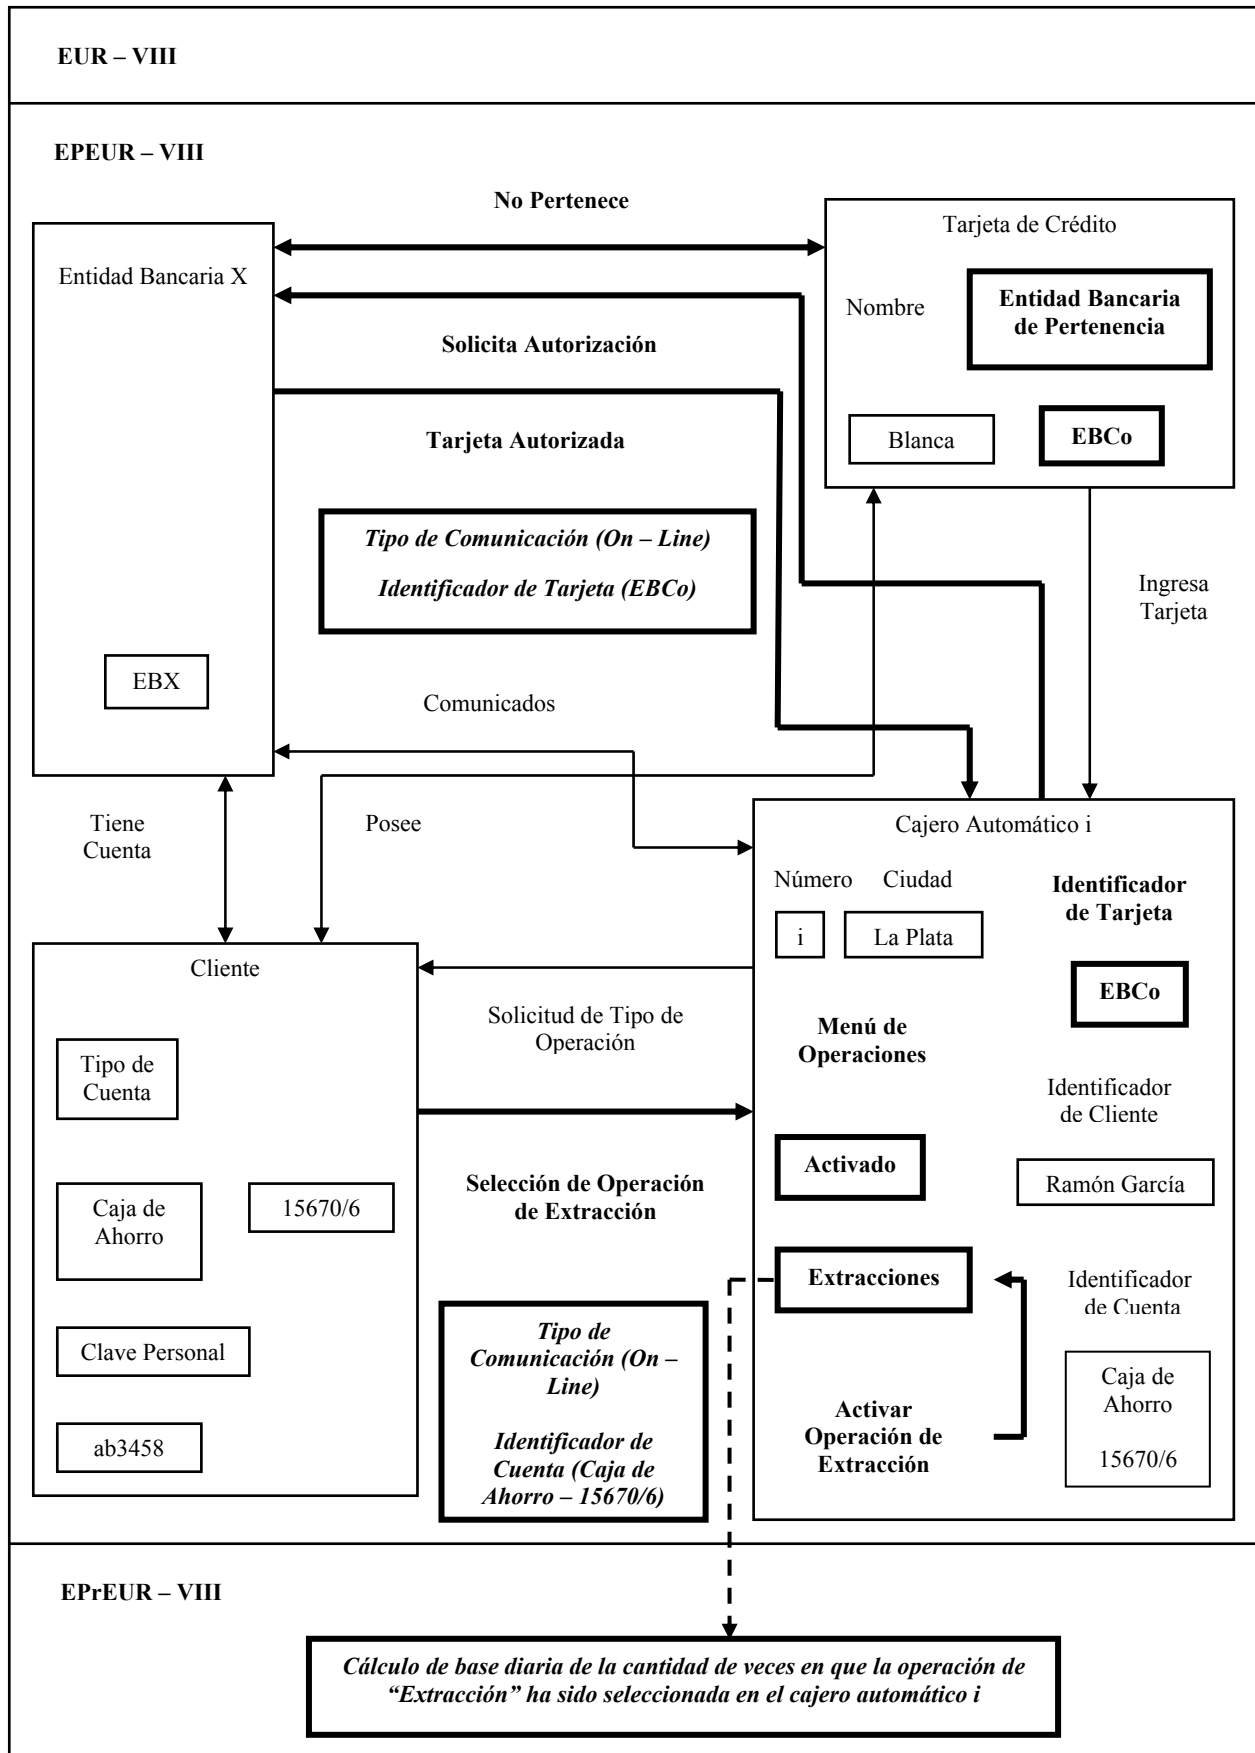 EUR – VIII
EPEUR – VIII
No Pertenece
Tarjeta de Crédito
Entidad Bancaria X
Nombre
Entidad Bancaria
de Pertenencia
Solicita Autorización
Tarjeta Autorizada
Blanca
EBCo
Tipo de Comunicación (On – Line)
Identificador de Tarjeta (EBCo)
Ingresa
Tarjeta
EBX
Comunicados
Tiene
Cuenta
Posee
Cajero Automático i
Número
Ciudad
Identificador
de Tarjeta
i
La Plata
Cliente
EBCo
Solicitud de Tipo de
Operación
Menú de
Operaciones
Tipo de
Cuenta
Identificador
de Cliente
Activado
Selección de Operación
de Extracción
Ramón García
Caja de
Ahorro
15670/6
Extracciones
Identificador
de Cuenta
Clave Personal
Tipo de
Comunicación (On –
Line)
Identificador de
Cuenta (Caja de
Ahorro – 15670/6)
Activar
Operación de
Extracción
Caja de
Ahorro
15670/6
ab3458
EPrEUR – VIII
Cálculo de base diaria de la cantidad de veces en que la operación de
“Extracción” ha sido seleccionada en el cajero automático i